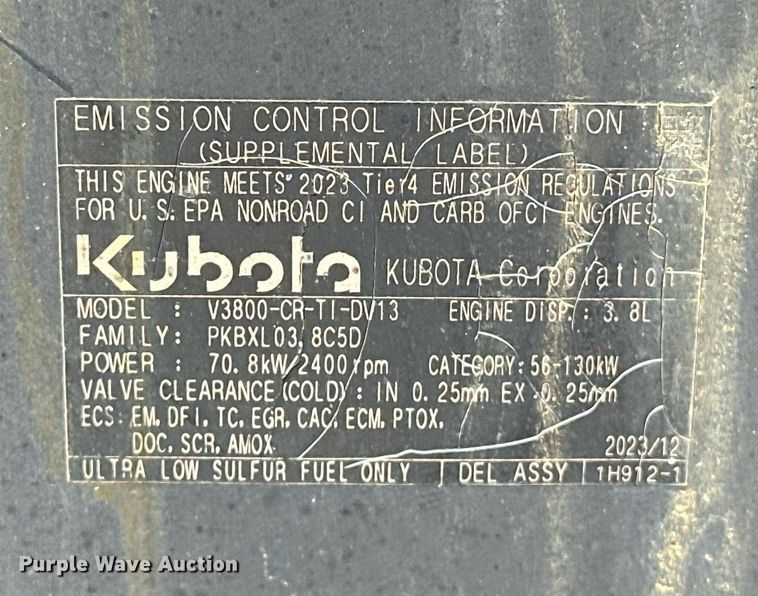 EMISSION CONTROL INFORMATION
(SUPPLEMENTAL LABEL)
THIS ENGINE MEETS 2023 Tier4 EMISSION REGULATIONS
FOR U.S. EPA NONROAD CI AND CARB OFCI ENGINES.
Kubota KUBOTA Corporation
MODEL : V3800-CR-TI-DV13 ENGINE DISP. : 3.8L
FAMILY: PKBXL03.8C5D
POWER : 70.8kW/2400rpm CATEGORY: 56-130kW
VALVE CLEARANCE(COLD): IN 0.25mm EX 0.25mm
ECS: EM, DFI, TC, EGR, CAC, ECM, PTOX,
DOC, SCR, AMOX 2023/12
ULTRA LOW SULFUR FUEL ONLY DEL ASSY 1H912-1
Purple Wave Auction